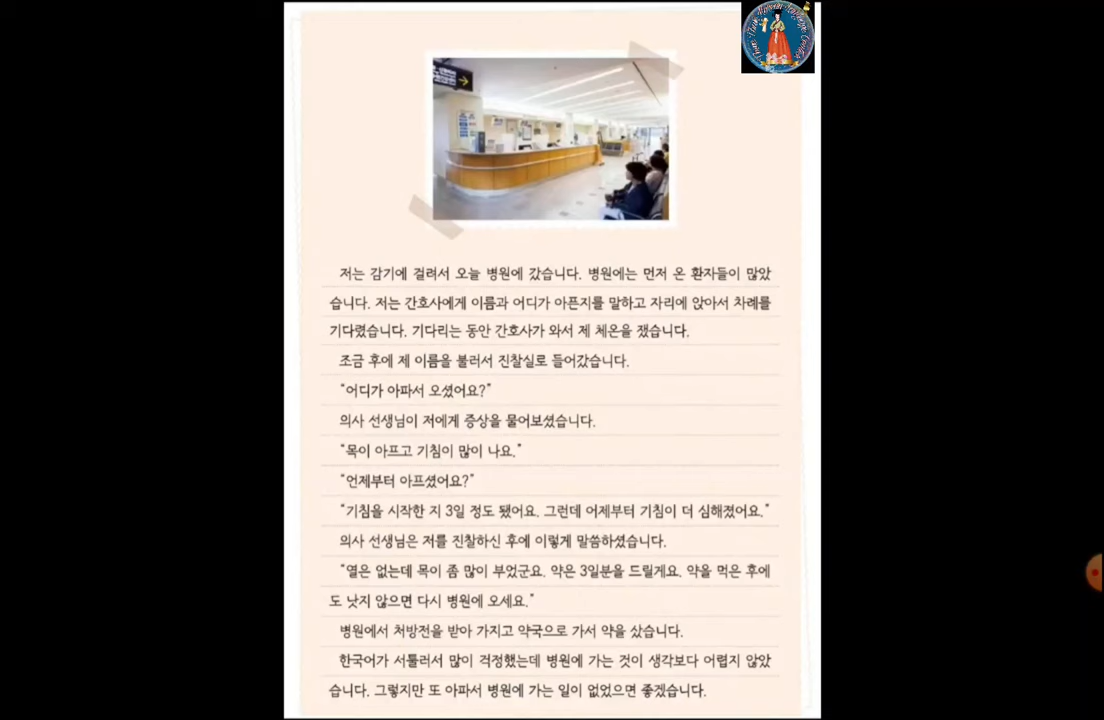 저는 감기에 걸려서 오늘 병원에 갔습니다. 병원에는 먼저 온 환자들이 많았
습니다. 저는 간호사에게 이름과 어디가 아픈지를 말하고 자리에 앉아서 차례를
기다렸습니다. 기다리는 동안 간호사가 와서 제 체온을 쟀습니다.
조금 후에 제 이름을 불러서 진찰실로 들어갔습니다.
“어디가 아파서 오셨어요?”
의사 선생님이 저에게 증상을 물어보셨습니다.
“목이 아프고 기침이 많이 나요.”
“언제부터 아프셨어요?”
“기침을 시작한 지 3일 정도 됐어요. 그런데 어제부터 기침이 더 심해졌어요.”
의사 선생님은 저를 진찰하신 후에 이렇게 말씀하셨습니다.
“열은 없는데 목이 좀 많이 부었군요. 약은 3일분을 드릴게요. 약을 먹은 후에
도 낫지 않으면 다시 병원에 오세요.”
병원에서 처방전을 받아 가지고 약국으로 가서 약을 샀습니다.
한국어가 서툴러서 많이 걱정했는데 병원에 가는 것이 생각보다 어렵지 않았
습니다. 그렇지만 또 아파서 병원에 가는 일이 없었으면 좋겠습니다.